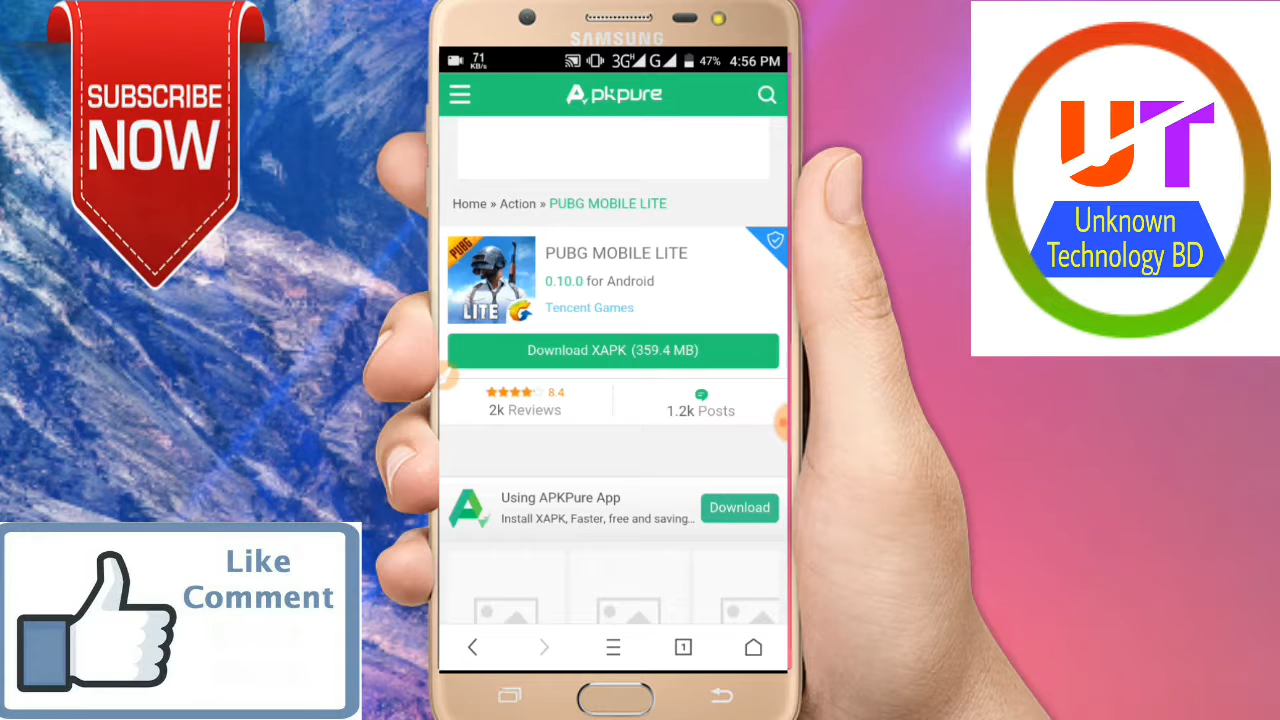 SUBSCRIBE
NOW
SAMSUNG
71
KB/s
3G H G 47% 4:56 PM
Apkpure
Home » Action » PUBG MOBILE LITE
PUBG
LITE
PUBG MOBILE LITE
0.10.0 for Android
Tencent Games
Download XAPK (359.4 MB)
8.4
2k Reviews
1.2k Posts
Using APKPure App
Install XAPK, Faster, free and saving...
Download
1
UT
Unknown
Technology BD
Like
Comment